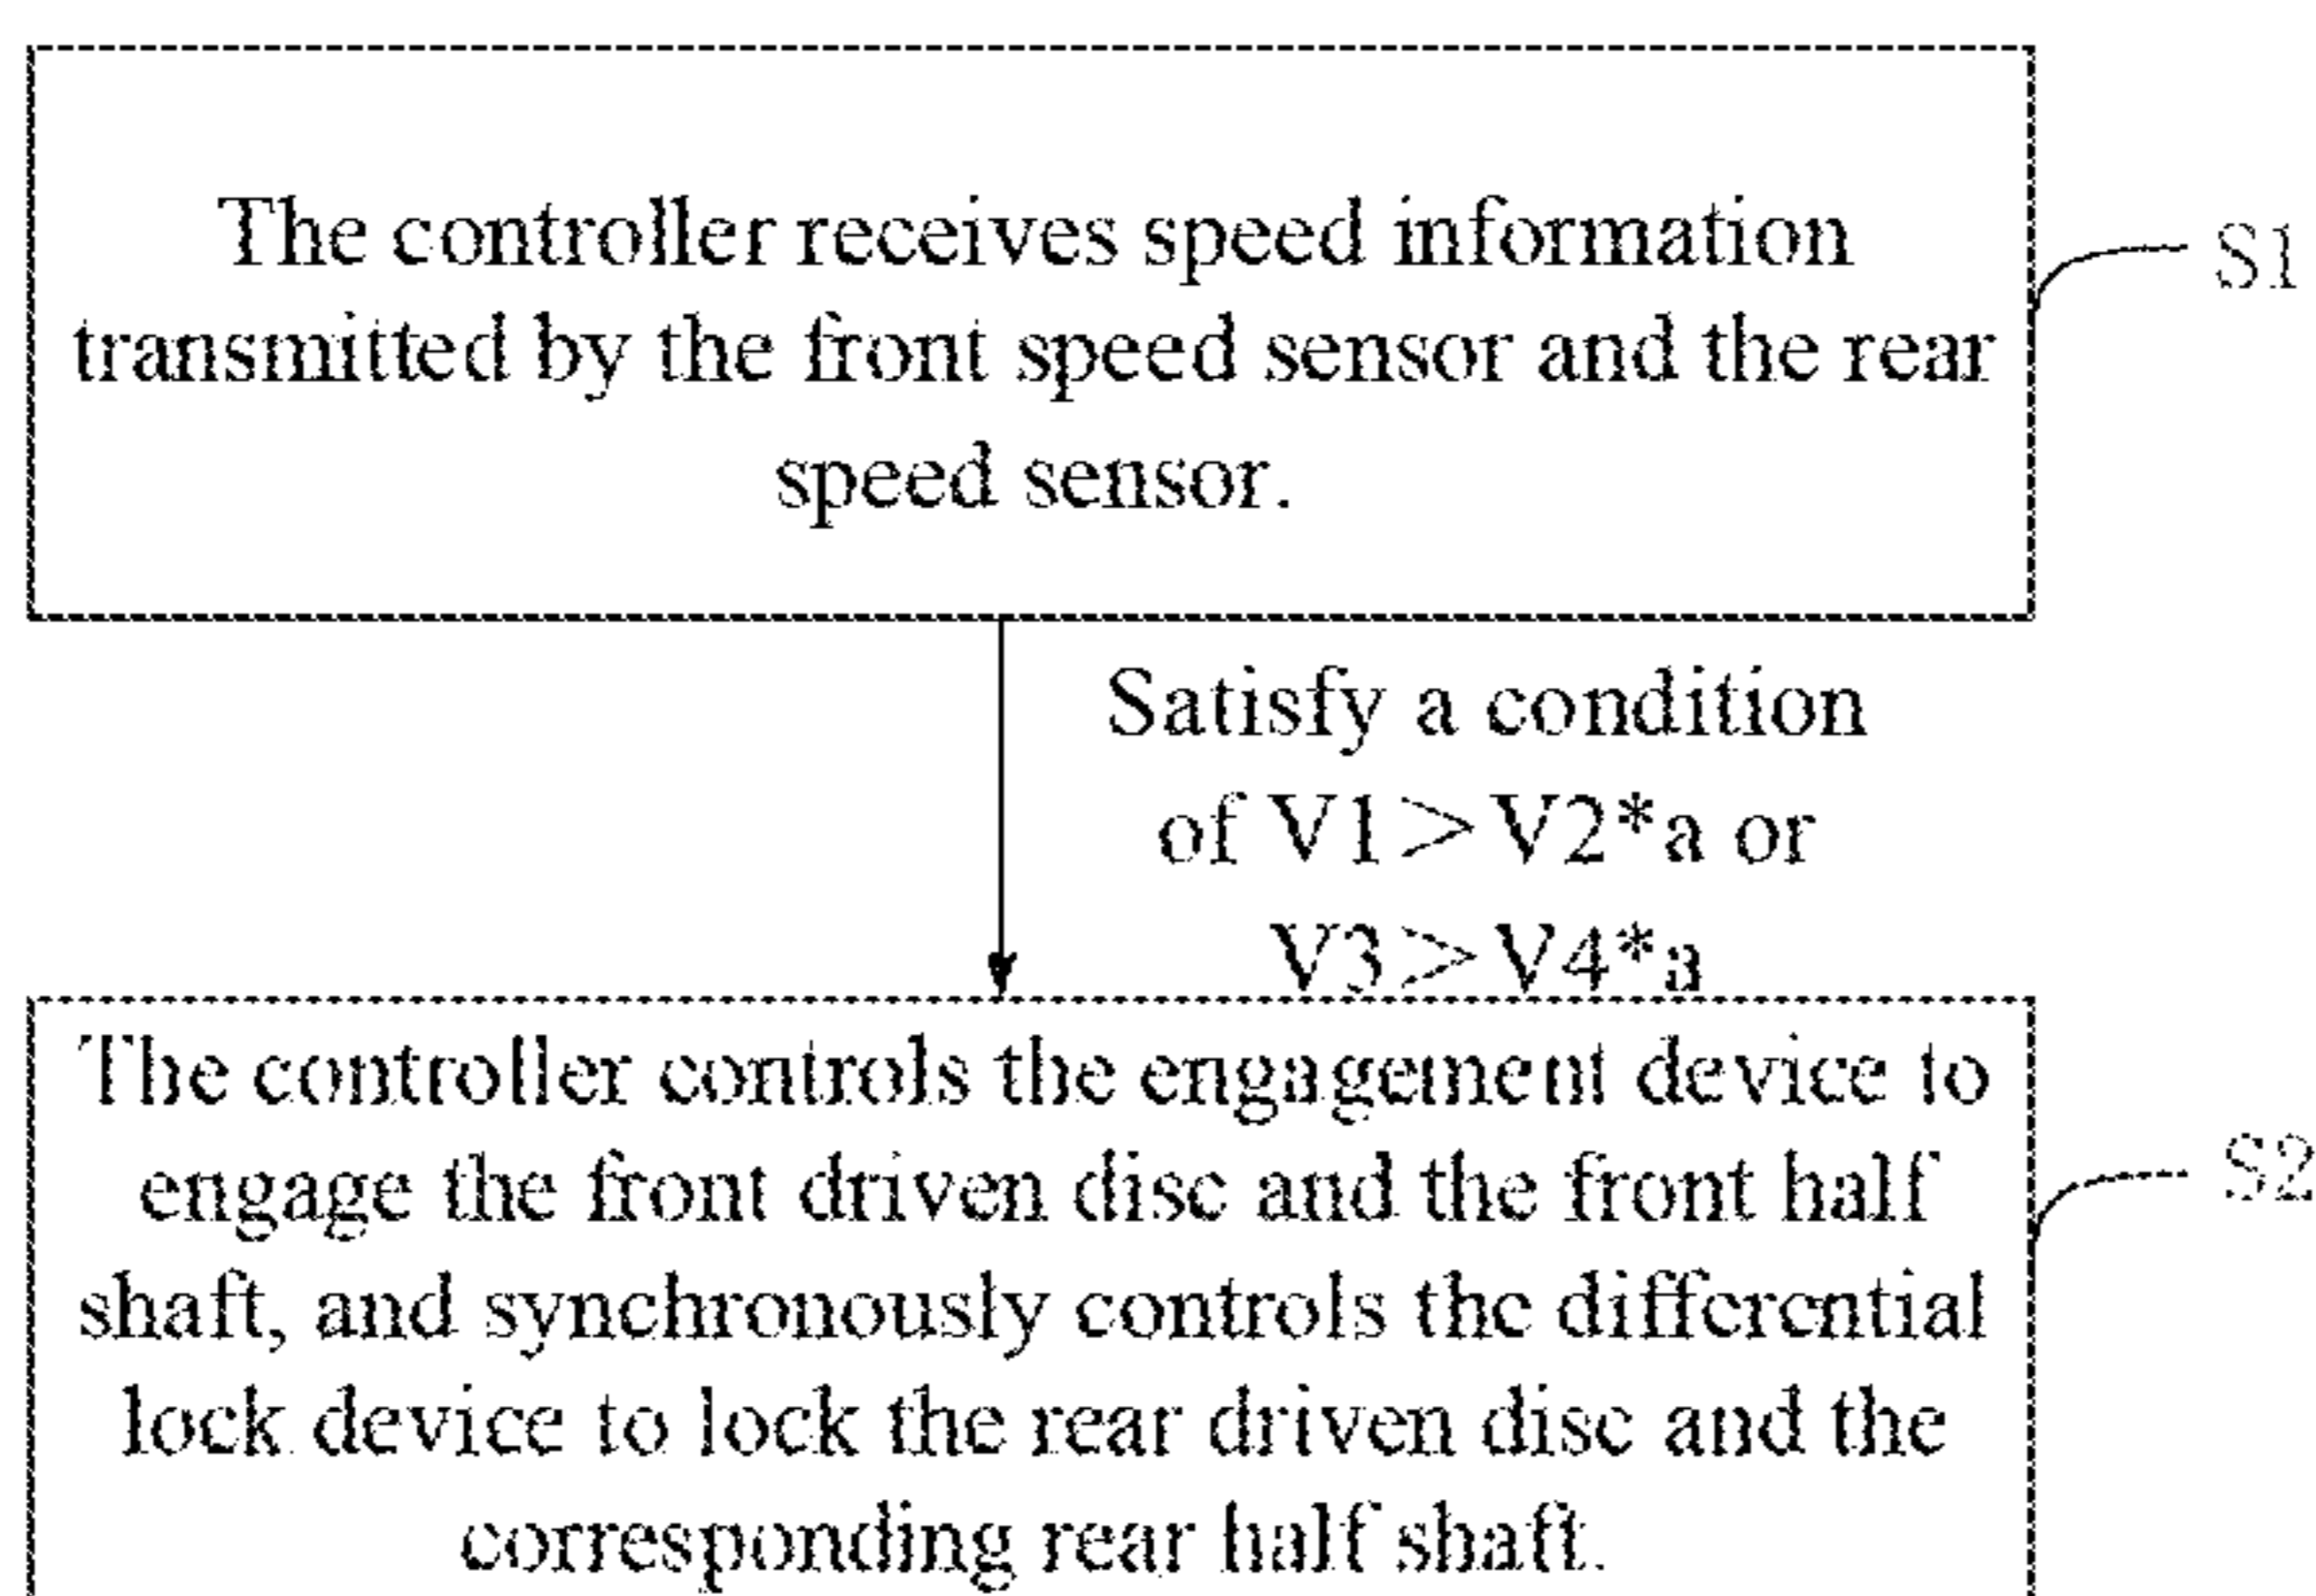 The controller receives speed information
transmitted by the front speed sensor and the rear
speed sensor.
S1
Satisfy a condition
of V1>V2*a or
V3>V4*a
The controller controls the engagement device to
engage the front driven disc and the front half
shaft, and synchronously controls the differential
lock device to lock the rear driven disc and the
corresponding rear half shaft.
S2